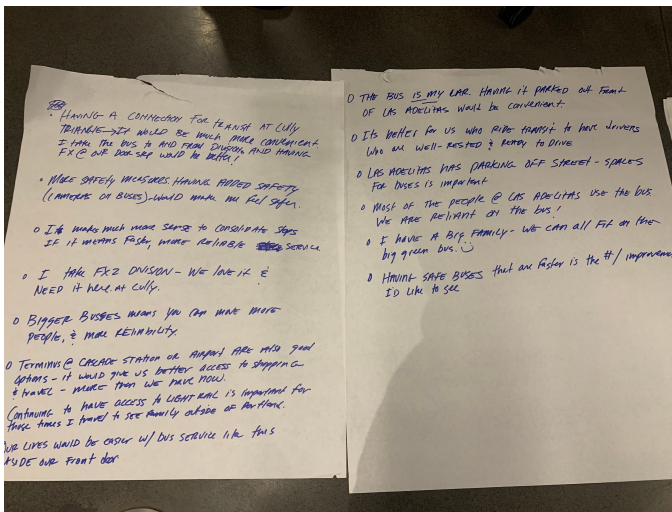 • HAVING A CONNECTION FOR TRANSIT AT CULLY
TRIANGLE → IT WOULD BE MUCH MORE CONVENIENT
I TAKE THE BUS TO AND FROM DIVISION AND HAVING
FX @ OUR DOOR STEP WOULD BE better!
• MORE SAFETY MEASURES. HAVING ADDED SAFETY
(CAMERAS ON BUSES) - WOULD MAKE ME feel safer.
o Its makes much more sense to consolidate stops
IF it MEANS Faster, MORE RELIABLE SERVICE
o I take FX2 DIVISION - WE love it &
NEED it here at Cully.
o BIGGER BUSSES means you can move more
PEOPLE, & more RELIABILITY.
o Terminus @ CASCADE STATION OR Airport ARE also good
options - it would give us better access to shopping
& travel - more than we have now.
Continuing to have access to LIGHT RAIL is important for
those times I travel to see family outside of Portland.
OUR LIVES would be easier w/ bus SERVICE like this
our Front door
o THE BUS IS MY CAR. HAVING it PARKED out Front
OF LAS ADELITAS would be convenient.
o Its better for us who RIDE TRANSIT to have drivers
Who are well-rested & READY to DRIVE
o LAS ADELITAS HAS PARKING OFF STREET - SPACES
For buses is important
o MOST of the people @ LAS ADELITAS USE the bus.
WE ARE RELIANT on the bus!
o I HAVE A Big Family - WE CAN all Fit on the
big green bus. ☺
o HAVING SAFE BUSES that are faster is the #1 improveme
I'D like to see